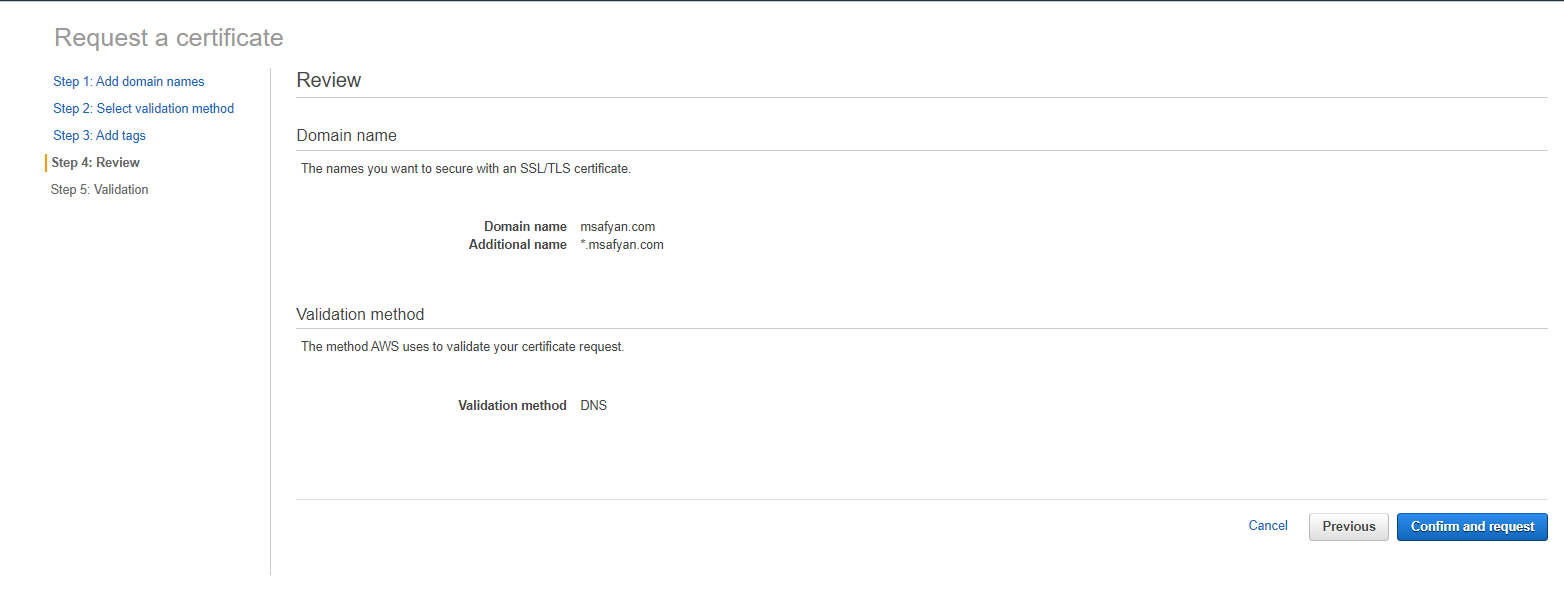 Request a certificate
Step 1: Add domain names
Step 2: Select validation method
Step 3: Add tags
Step 4: Review
Step 5: Validation
Review
Domain name
The names you want to secure with an SSL/TLS certificate.
Domain name msafyan.com
Additional name *.msafyan.com
Validation method
The method AWS uses to validate your certificate request.
Validation method DNS
Cancel Previous Confirm and request